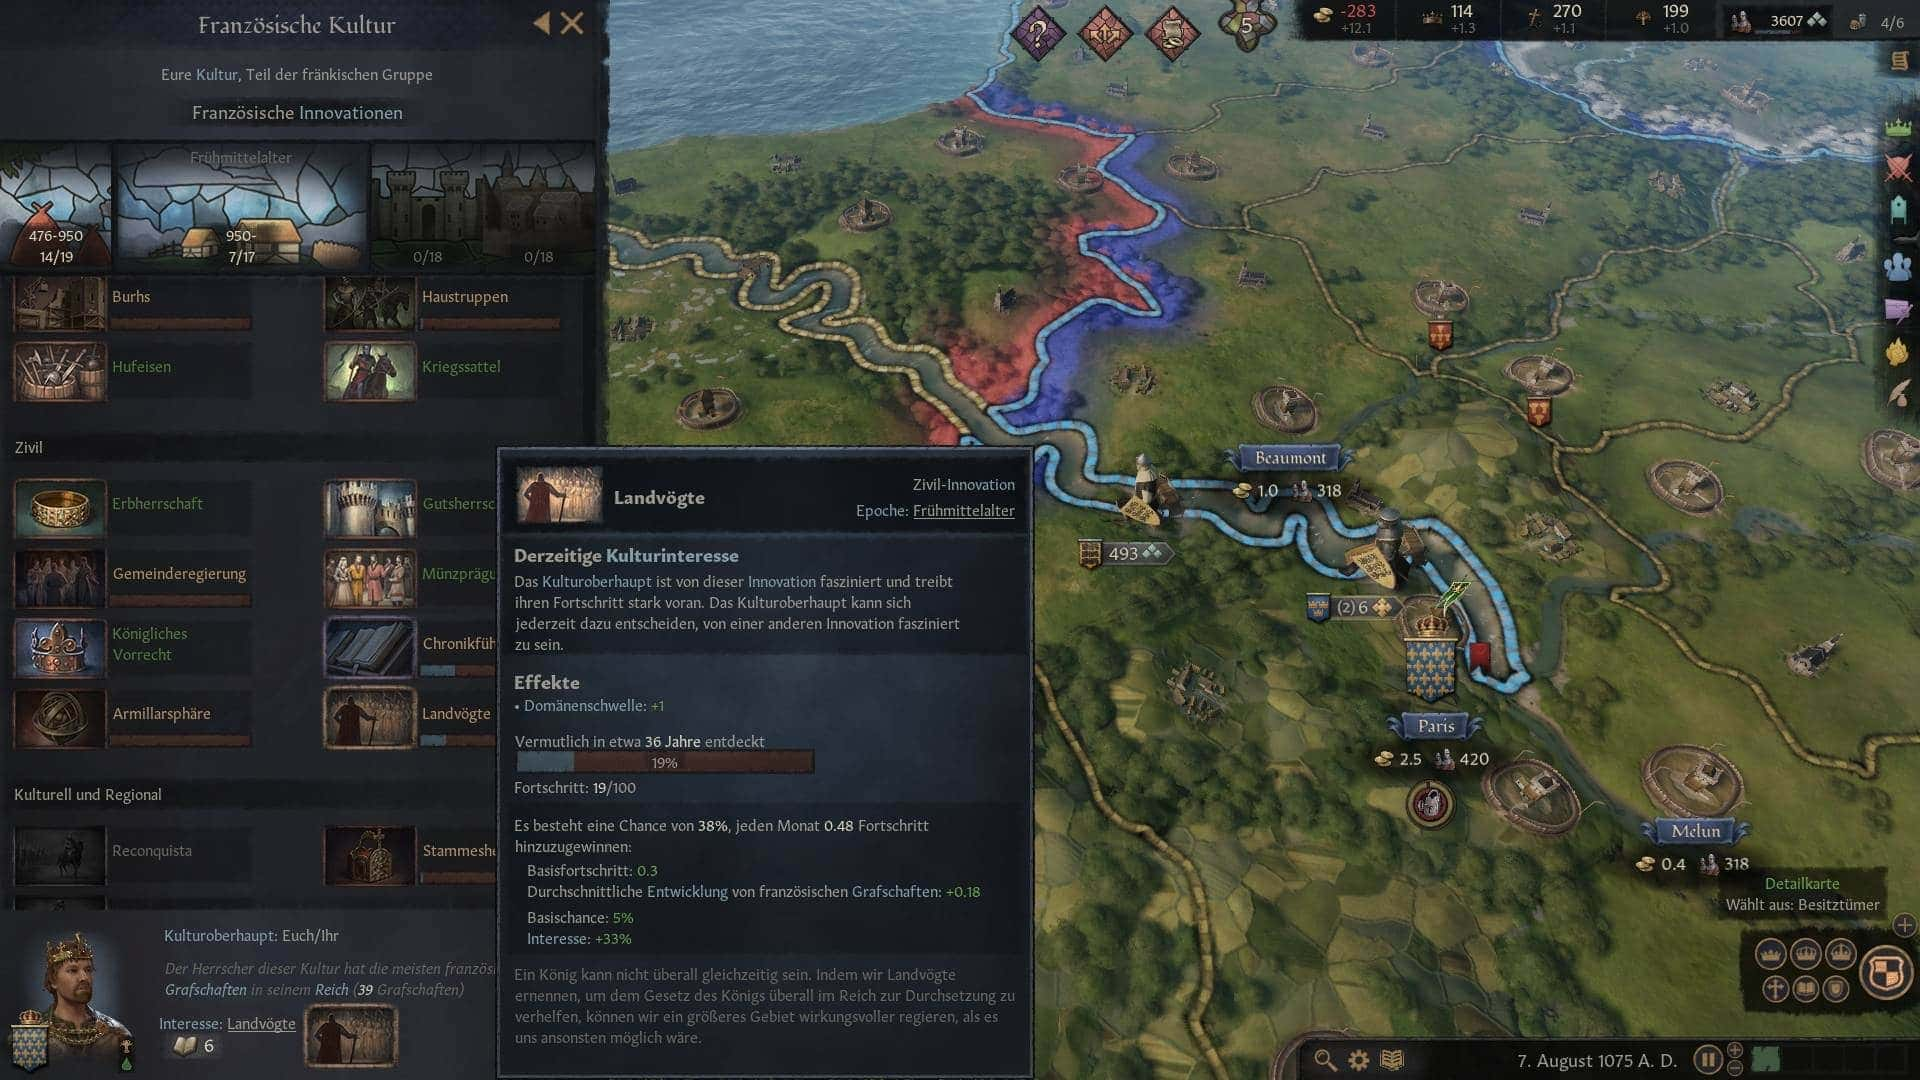 Französische Kultur
Eure Kultur, Teil der fränkischen Gruppe
Französische Innovationen
Frühmittelalter
476-950
14/19
950-
7/17
0/18
0/18
Burhs
Haustruppen
Hufeisen
Kriegssattel
Zivil
Erbherrschaft
Gutsherrsc
Gemeinderegierung
Münzprägu
Königliches
Vorrecht
Chronikfüh
Armillarsphäre
Landvögte
Kulturell und Regional
Reconquista
Stammeshe
Kulturoberhaupt: Euch/Ihr
Der Herrscher dieser Kultur hat die meisten französis
Grafschaften in seinem Reich (39 Grafschaften)
Interesse: Landvögte
6
Landvögte
Zivil-Innovation
Epoche: Frühmittelalter
Derzeitige Kulturinteresse
Das Kulturoberhaupt ist von dieser Innovation fasziniert und treibt
ihren Fortschritt stark voran. Das Kulturoberhaupt kann sich
jederzeit dazu entscheiden, von einer anderen Innovation fasziniert
zu sein.
Effekte
• Domänenschwelle: +1
Vermutlich in etwa 36 Jahre entdeckt
19%
Fortschritt: 19/100
Es besteht eine Chance von 38%, jeden Monat 0.48 Fortschritt
hinzuzugewinnen:
Basisfortschritt: 0.3
Durchschnittliche Entwicklung von französischen Grafschaften: +0.18
Basischance: 5%
Interesse: +33%
Ein König kann nicht überall gleichzeitig sein. Indem wir Landvögte
ernennen, um dem Gesetz des Königs überall im Reich zur Durchsetzung zu
verhelfen, können wir ein größeres Gebiet wirkungsvoller regieren, als es
uns ansonsten möglich wäre.
?
5
-283
+12.1
114
+1.3
270
+1.1
199
+1.0
3607
4/6
Beaumont
1.0 318
493
(2) 6
Paris
2.5 420
Melun
0.4 318
Detailkarte
Wählt aus: Besitztümer
7. August 1075 A. D.